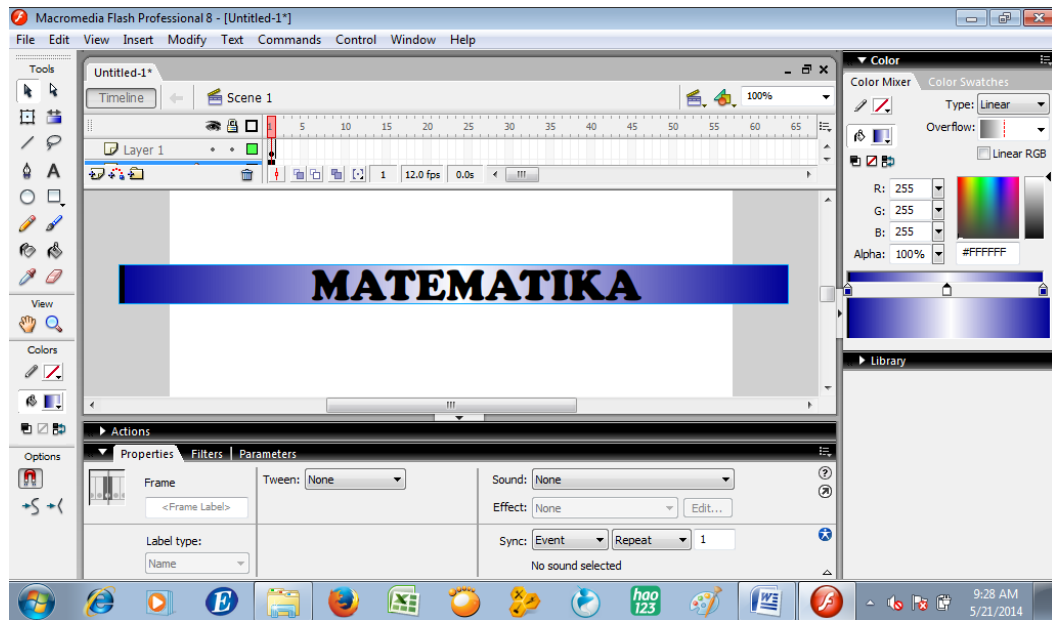 Macromedia Flash Professional 8 - [Untitled-1*]
File Edit View Insert Modify Text Commands Control Window Help
Tools
View
Colors
Options
Untitled-1*
Timeline
Scene 1
100%
1 5 10 15 20 25 30 35 40 45 50 55 60 65
Layer 1
1 12.0 fps 0.0s
MATEMATIKA
Actions
Properties Filters Parameters
Frame
<Frame Label>
Label type:
Name
Tween: None
Sound: None
Effect: None Edit...
Sync: Event Repeat 1
No sound selected
Color
Color Mixer Color Swatches
Type: Linear
Overflow:
Linear RGB
R: 255
G: 255
B: 255
Alpha: 100% #FFFFFF
Library
hao
123
9:28 AM
5/21/2014